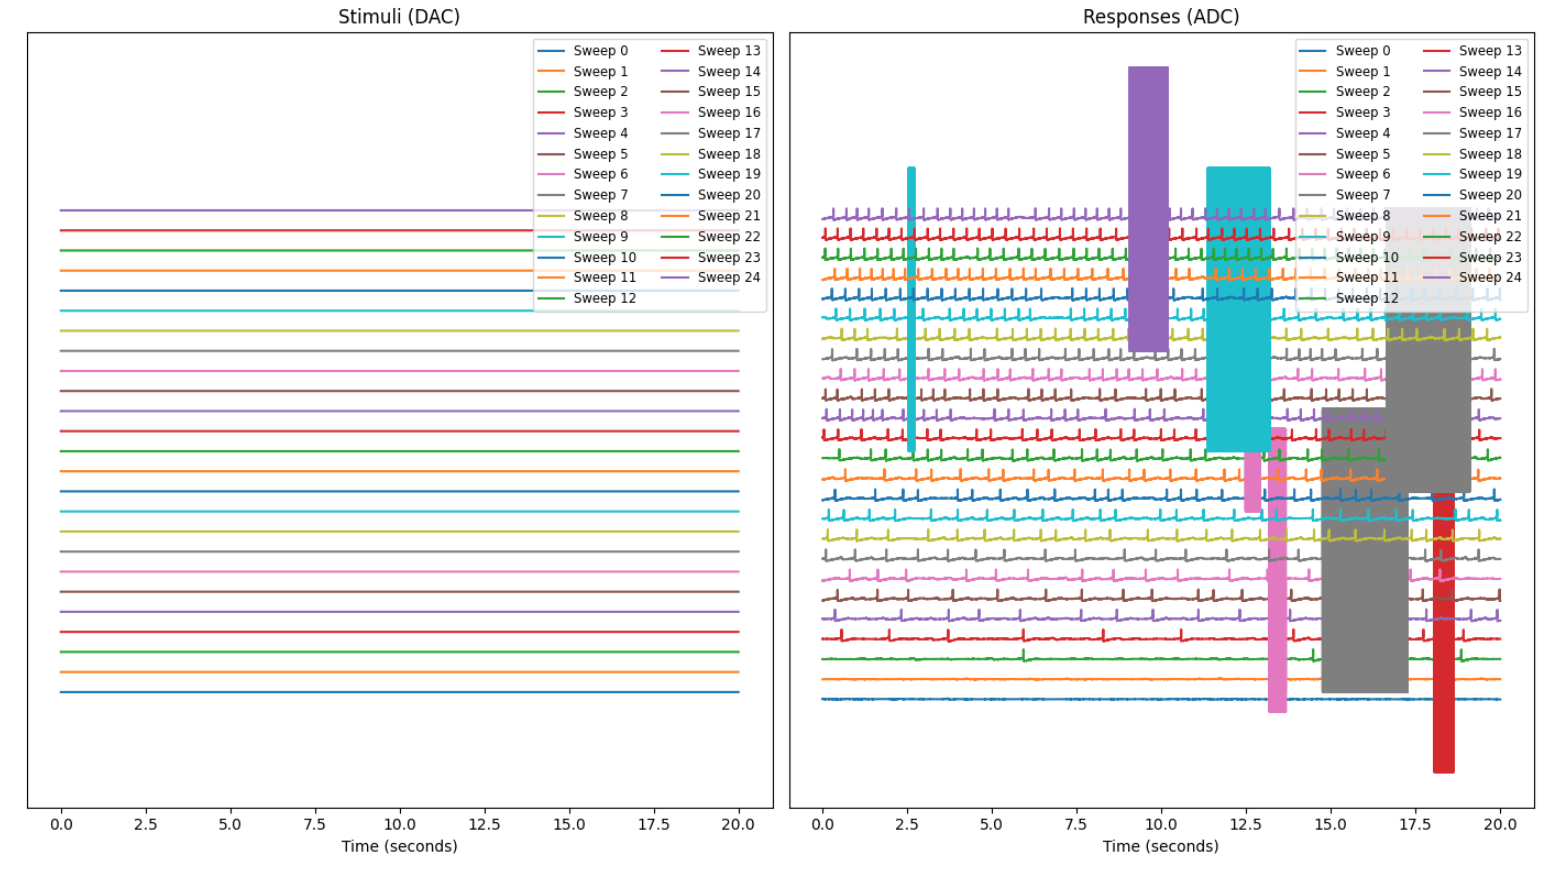 Stimuli (DAC)
Sweep 0
Sweep 1
Sweep 2
Sweep 3
Sweep 4
Sweep 5
Sweep 6
Sweep 7
Sweep 8
Sweep 9
Sweep 10
Sweep 11
Sweep 12
Sweep 13
Sweep 14
Sweep 15
Sweep 16
Sweep 17
Sweep 18
Sweep 19
Sweep 20
Sweep 21
Sweep 22
Sweep 23
Sweep 24
0.0 2.5 5.0 7.5 10.0 12.5 15.0 17.5 20.0
Time (seconds)
Responses (ADC)
Sweep 0
Sweep 1
Sweep 2
Sweep 3
Sweep 4
Sweep 5
Sweep 6
Sweep 7
Sweep 8
Sweep 9
Sweep 10
Sweep 11
Sweep 12
Sweep 13
Sweep 14
Sweep 15
Sweep 16
Sweep 17
Sweep 18
Sweep 19
Sweep 20
Sweep 21
Sweep 22
Sweep 23
Sweep 24
0.0 2.5 5.0 7.5 10.0 12.5 15.0 17.5 20.0
Time (seconds)